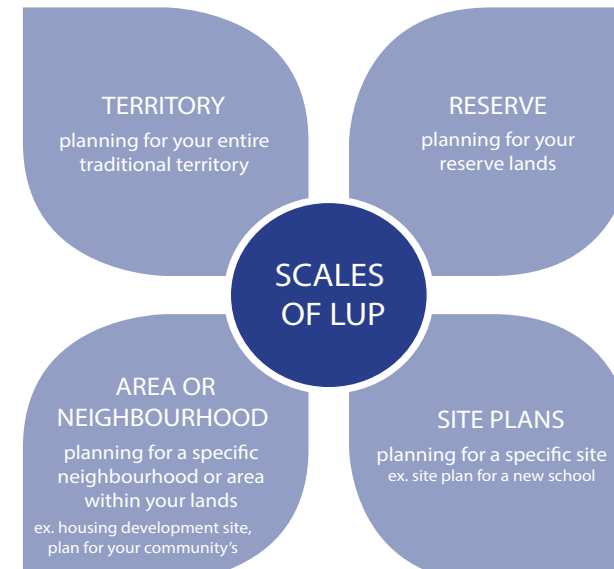 TERRITORY
planning for your entire
traditional territory
RESERVE
planning for your
reserve lands
SCALES
OF LUP
AREA OR
NEIGHBOURHOOD
planning for a specific
neighbourhood or area
within your lands
ex. housing development site,
plan for your community's
SITE PLANS
planning for a specific site
ex. site plan for a new school